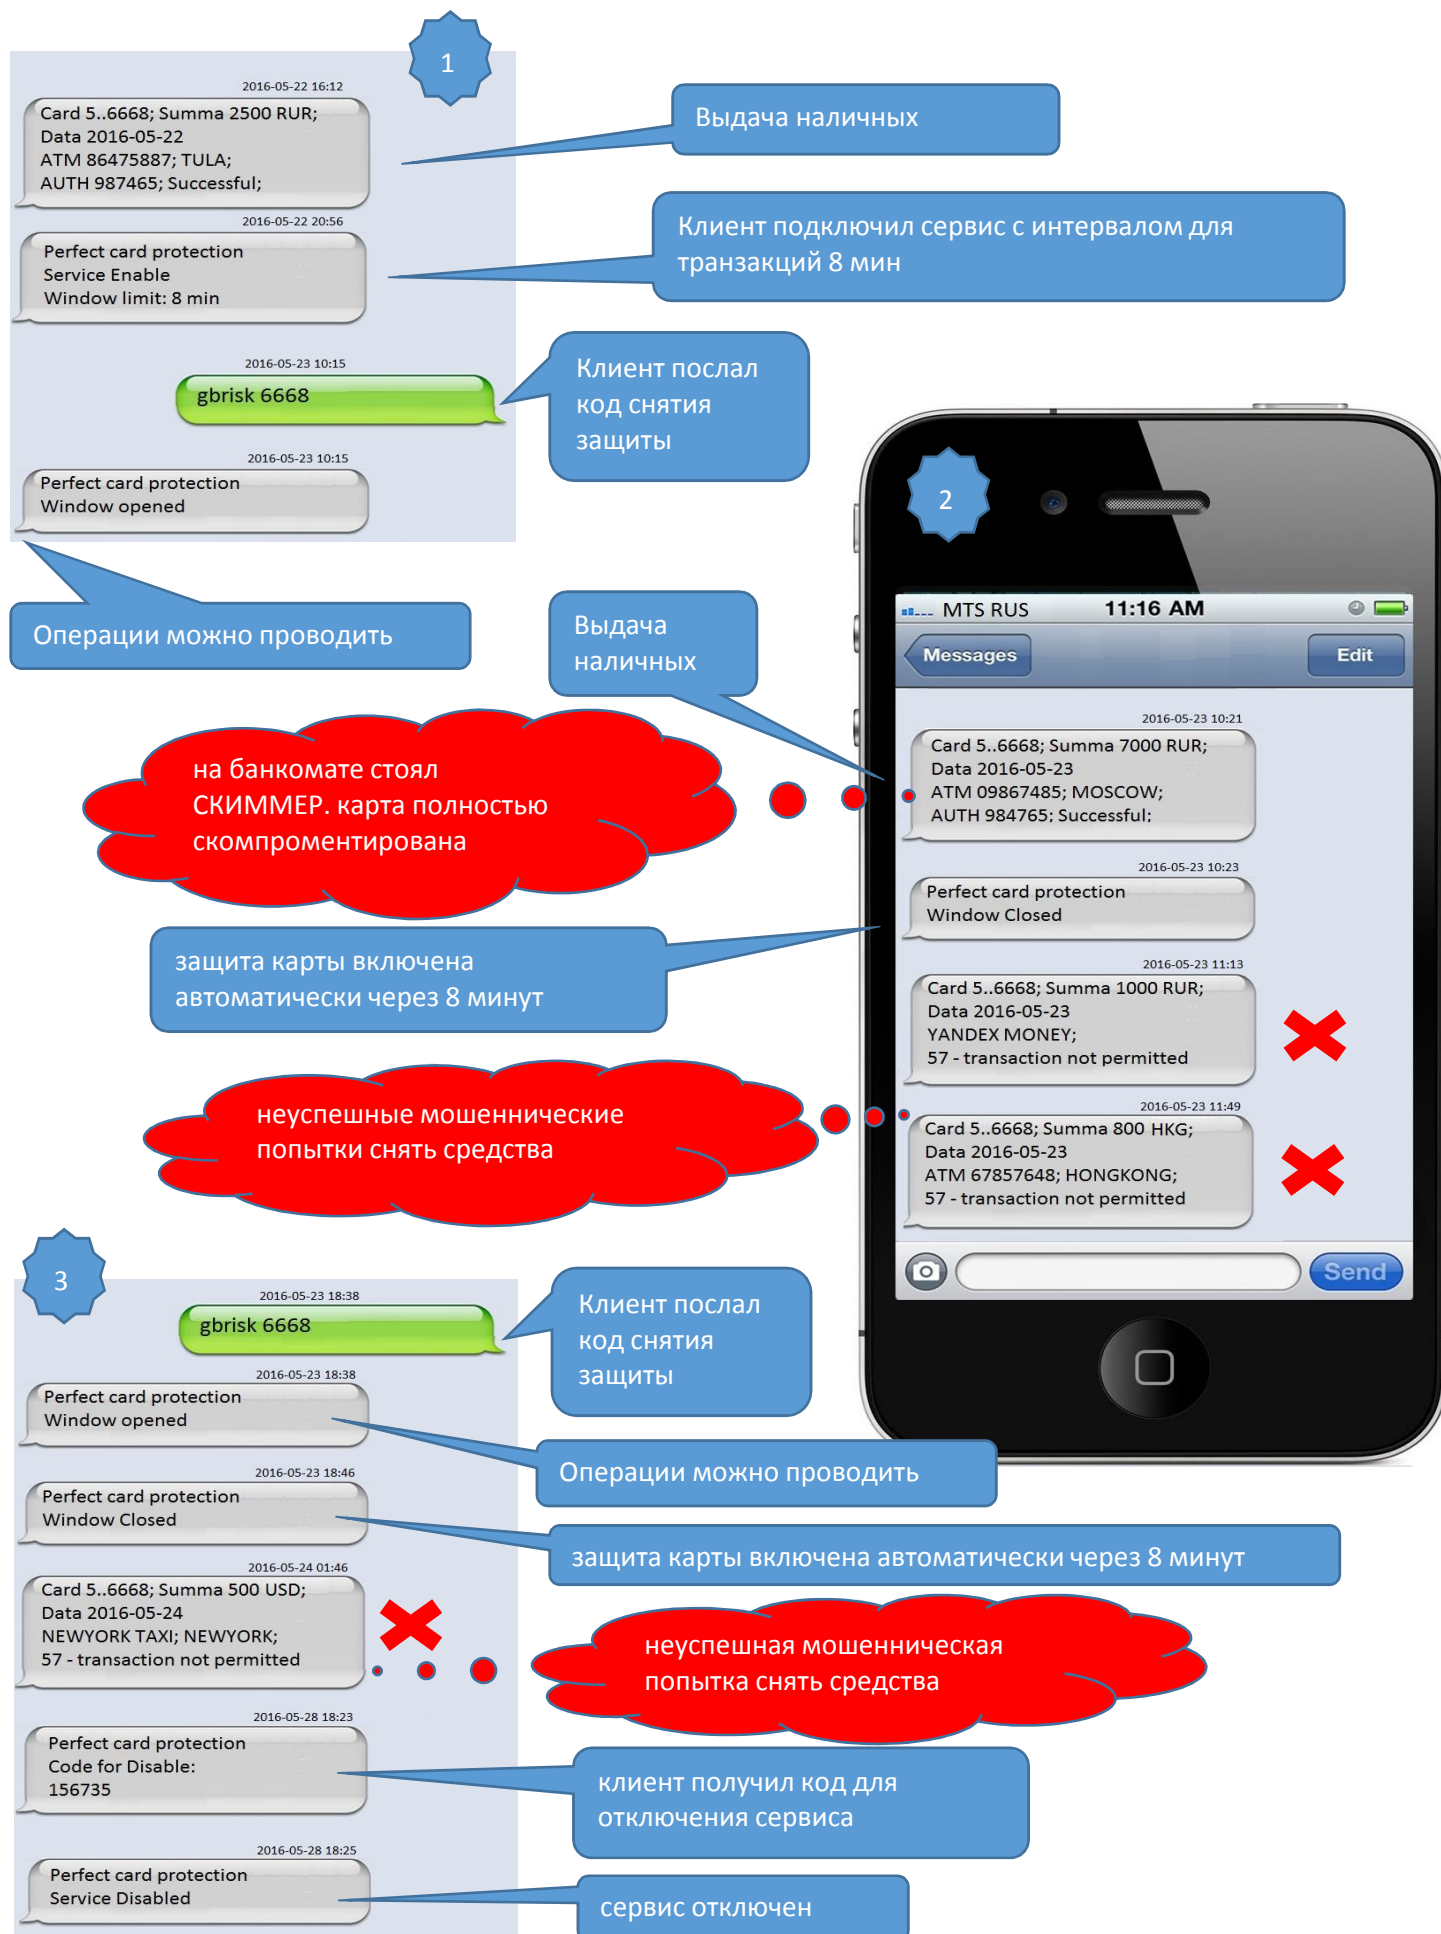 1
2016-05-22 16:12
Card 5..6668; Summa 2500 RUR;
Data 2016-05-22
ATM 86475887; TULA;
AUTH 987465; Successful;
Выдача наличных
2016-05-22 20:56
Perfect card protection
Service Enable
Window limit: 8 min
Клиент подключил сервис с интервалом для
транзакций 8 мин
2016-05-23 10:15
gbrisk 6668
Клиент послал
код снятия
защиты
2016-05-23 10:15
Perfect card protection
Window opened
Операции можно проводить
2
MTS RUS 11:16 AM
Messages
Edit
Выдача
наличных
2016-05-23 10:21
Card 5..6668; Summa 7000 RUR;
Data 2016-05-23
ATM 09867485; MOSCOW;
AUTH 984765; Successful;
на банкомате стоял
СКИММЕР. карта полностью
скомпроментирована
2016-05-23 10:23
Perfect card protection
Window Closed
защита карты включена
автоматически через 8 минут
2016-05-23 11:13
Card 5..6668; Summa 1000 RUR;
Data 2016-05-23
YANDEX MONEY;
57 - transaction not permitted
неуспешные мошеннические
попытки снять средства
2016-05-23 11:49
Card 5..6668; Summa 800 HKG;
Data 2016-05-23
ATM 67857648; HONGKONG;
57 - transaction not permitted
Send
3
2016-05-23 18:38
gbrisk 6668
Клиент послал
код снятия
защиты
2016-05-23 18:38
Perfect card protection
Window opened
Операции можно проводить
2016-05-23 18:46
Perfect card protection
Window Closed
защита карты включена автоматически через 8 минут
2016-05-24 01:46
Card 5..6668; Summa 500 USD;
Data 2016-05-24
NEWYORK TAXI; NEWYORK;
57 - transaction not permitted
неуспешная мошенническая
попытка снять средства
2016-05-28 18:23
Perfect card protection
Code for Disable:
156735
клиент получил код для
отключения сервиса
2016-05-28 18:25
Perfect card protection
Service Disabled
сервис отключен